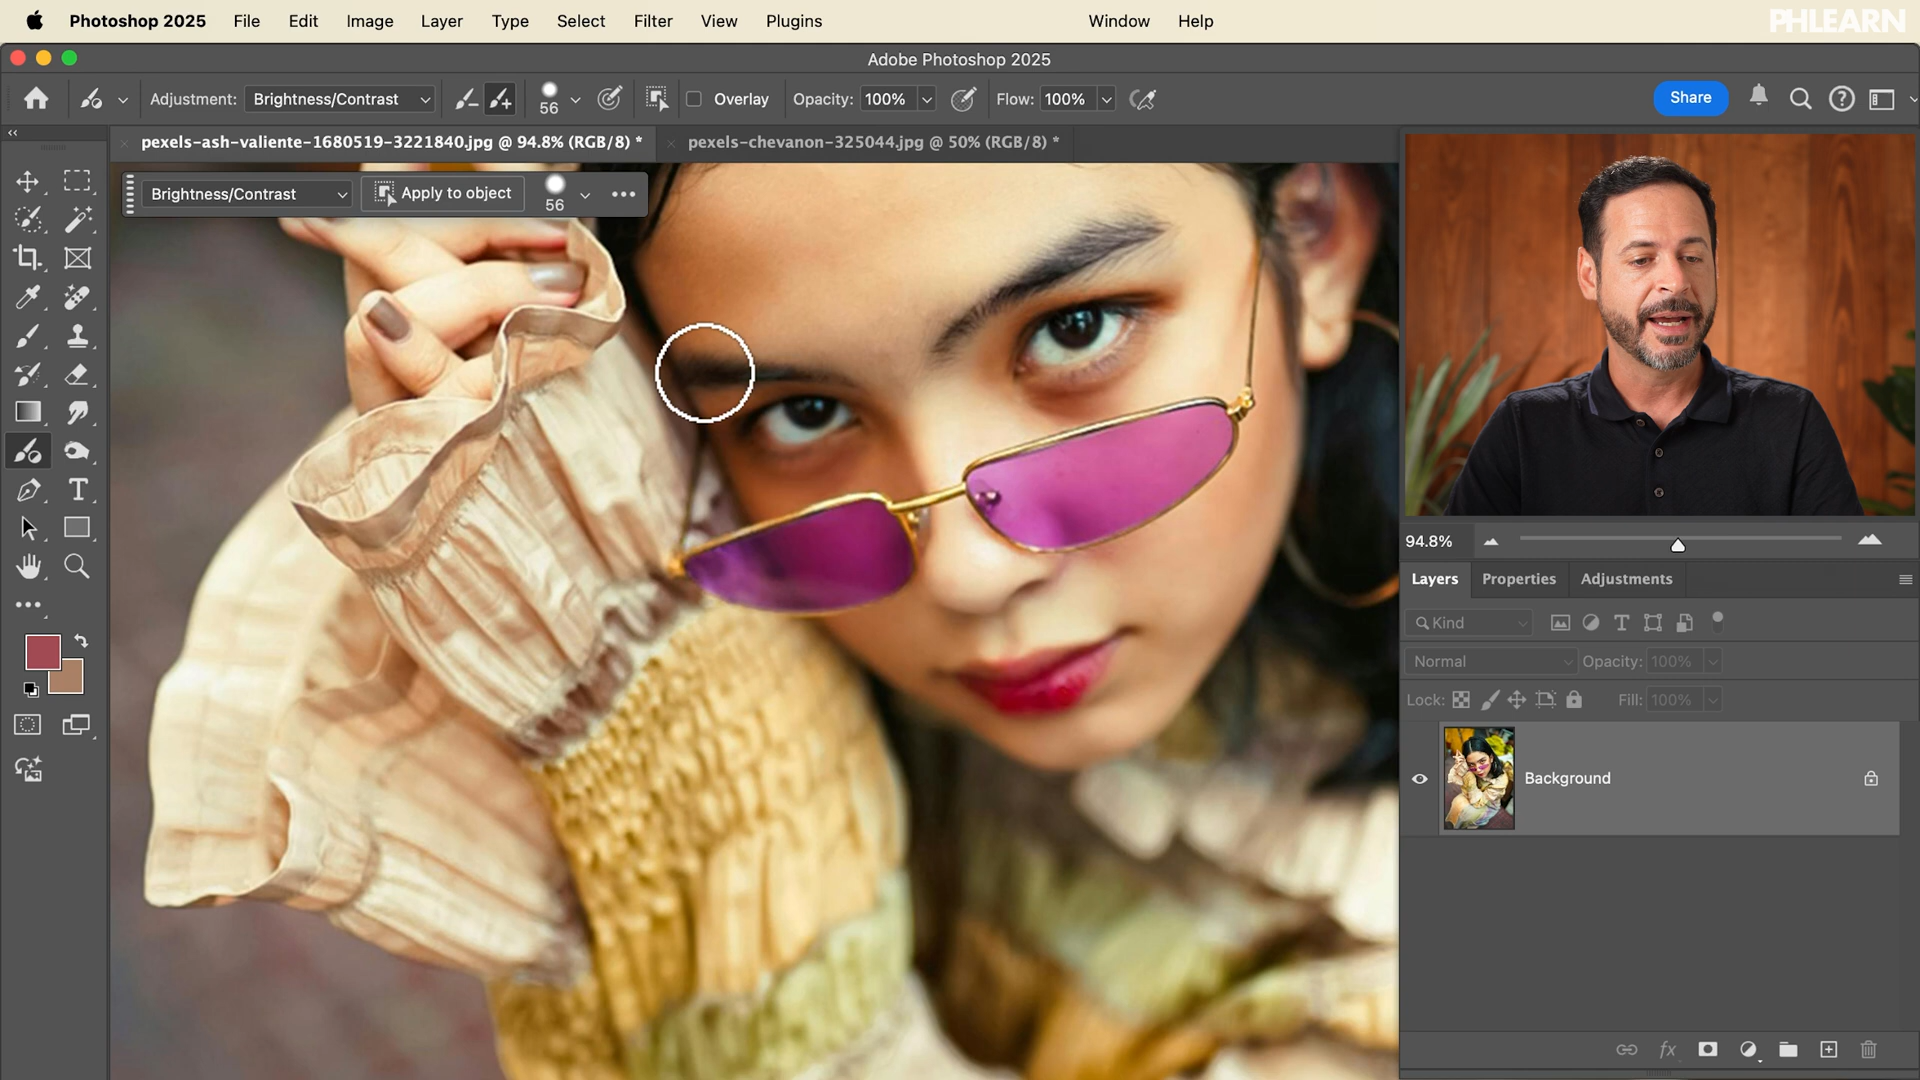 Photoshop 2025 File Edit Image Layer Type Select Filter View Plugins Window Help
PHLEARN
Adobe Photoshop 2025
Adjustment: Brightness/Contrast 56 Overlay Opacity: 100% Flow: 100% Share
pexels-ash-valiente-1680519-3221840.jpg @ 94.8% (RGB/8) * pexels-chevanon-325044.jpg @ 50% (RGB/8) *
Brightness/Contrast Apply to object 56
94.8%
Layers Properties Adjustments
Kind
Normal Opacity: 100%
Lock: Fill: 100%
Background
fx